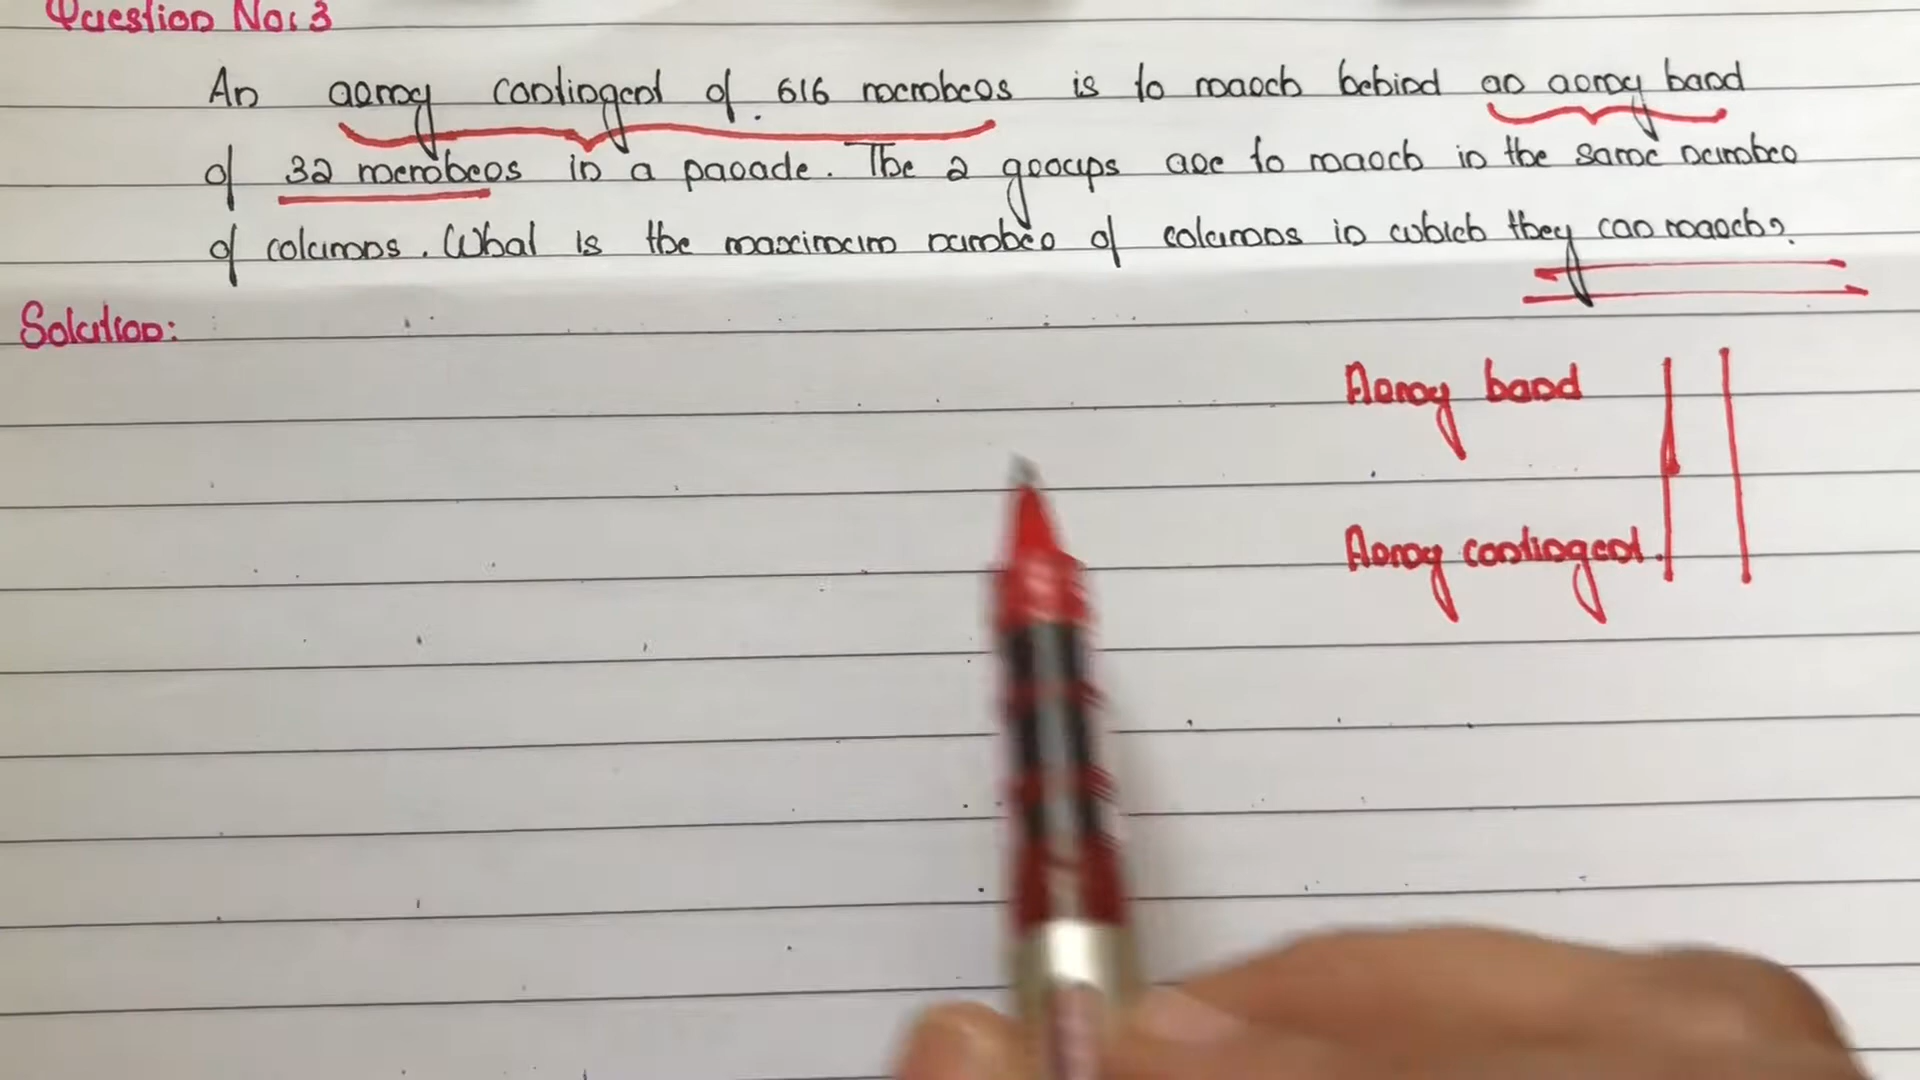 Question No: 3
An army contingent of 616 members is to march behind an army band
of 32 members in a parade. The 2 groups are to march in the same number
of columns. What is the maximum number of columns in which they can march?
Solution:
Army band
Army contingent.